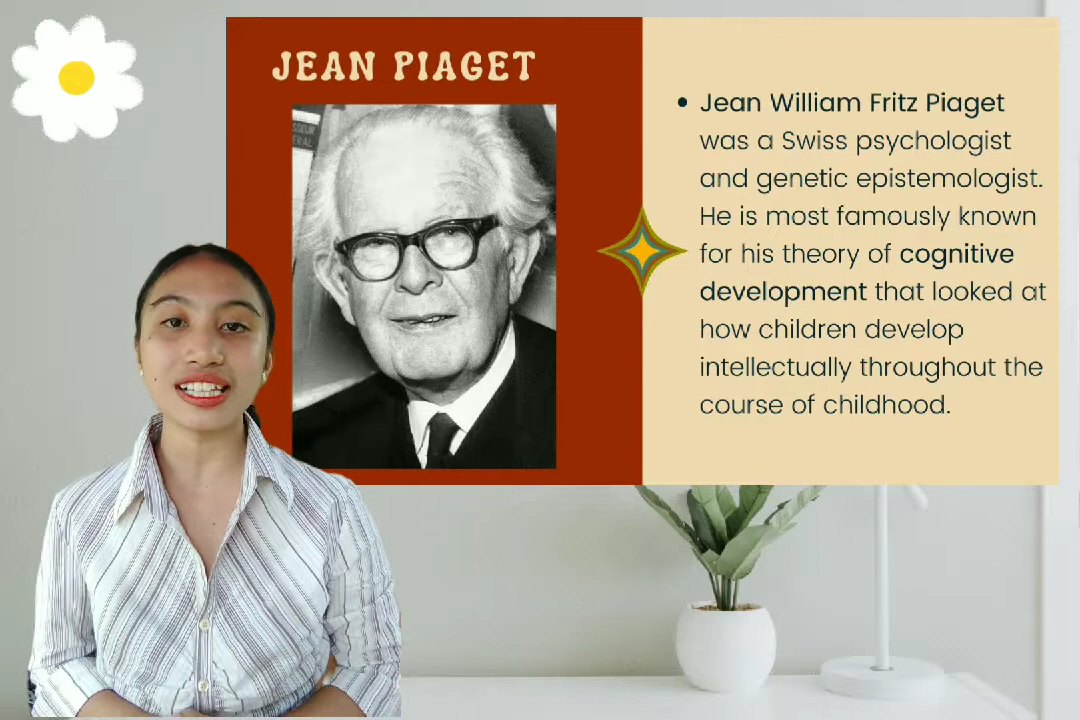 JEAN PIAGET
Jean William Fritz Piaget
was a Swiss psychologist
and genetic epistemologist.
He is most famously known
for his theory of cognitive
development that looked at
how children develop
intellectually throughout the
course of childhood.